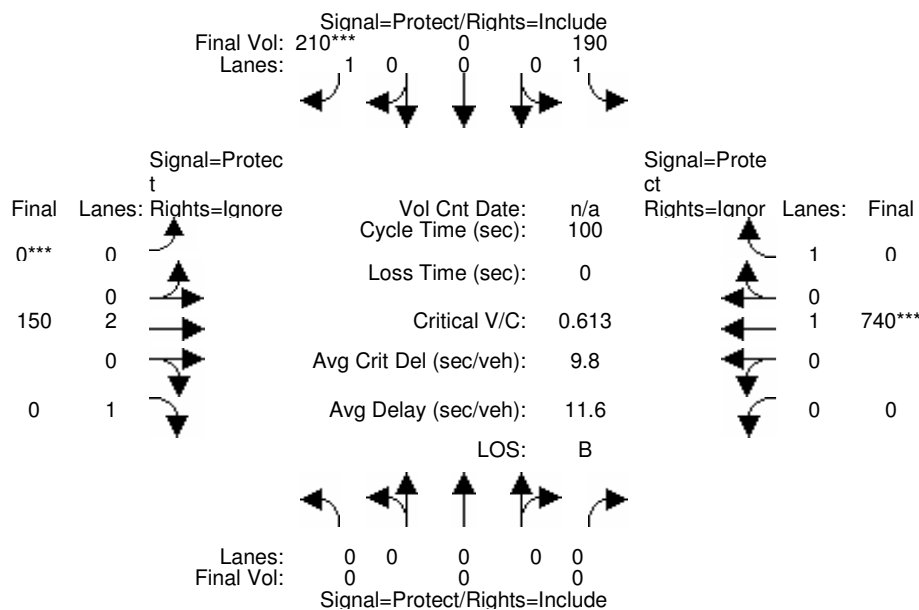 Signal=Protect/Rights=Include
Final Vol: 210*** 0 190
Lanes: 1 0 0 0 1
Signal=Protec
t
Signal=Prote
ct
Final Lanes: Rights=Ignore Vol Cnt Date: n/a Rights=Ignor Lanes: Final
Cycle Time (sec): 100
0*** 0 1 0
Loss Time (sec): 0
0 0
150 2 Critical V/C: 0.613 1 740***
0 Avg Crit Del (sec/veh): 9.8 0
0 1 Avg Delay (sec/veh): 11.6 0 0
LOS: B
Lanes: 0 0 0 0 0
Final Vol: 0 0 0
Signal=Protect/Rights=Include